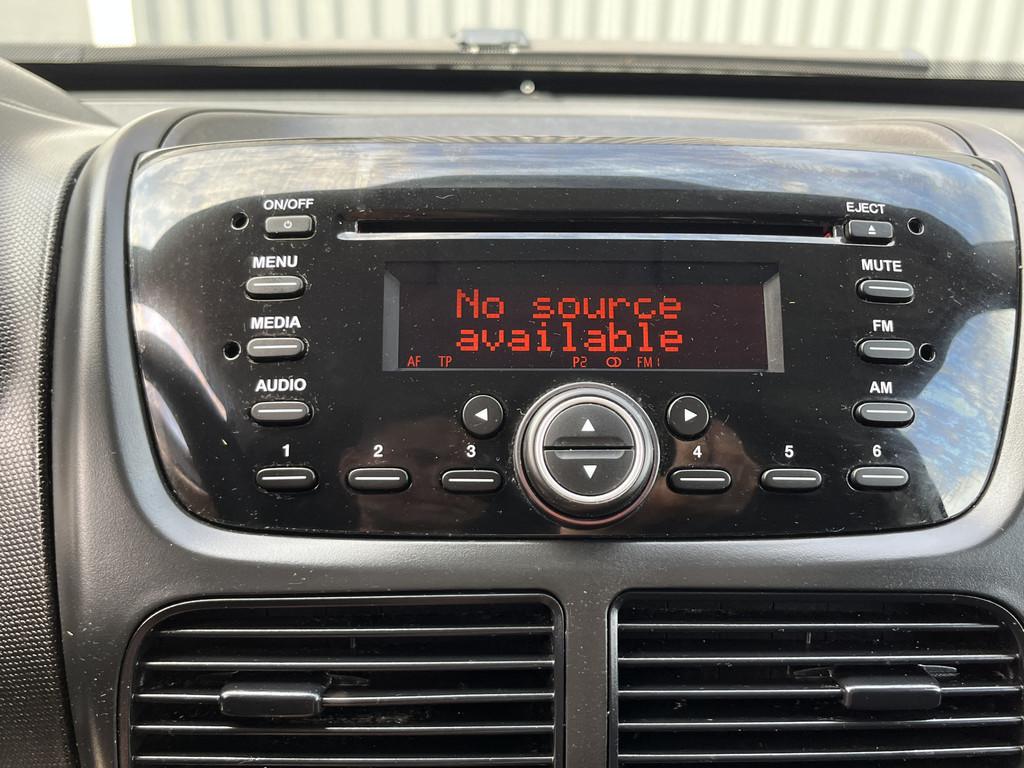 ON/OFF
EJECT
MENU
MUTE
No source
available
MEDIA
FM
AF TP P2 FM1
AUDIO
AM
1 2 3 4 5 6